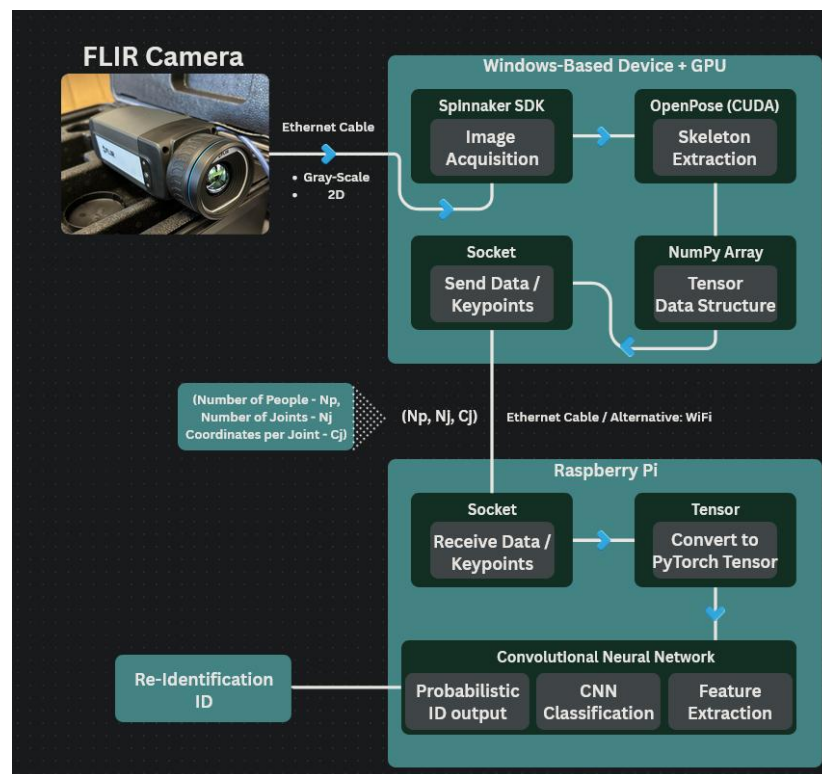 FLIR Camera
Ethernet Cable
• Gray-Scale
• 2D
Windows-Based Device + GPU
Spinnaker SDK
Image
Acquisition
OpenPose (CUDA)
Skeleton
Extraction
Socket
Send Data /
Keypoints
NumPy Array
Tensor
Data Structure
(Number of People - Np,
Number of Joints - Nj
Coordinates per Joint - Cj)
(Np, Nj, Cj)
Ethernet Cable / Alternative: WiFi
Raspberry Pi
Socket
Receive Data /
Keypoints
Tensor
Convert to
PyTorch Tensor
Convolutional Neural Network
Probabilistic
ID output
CNN
Classification
Feature
Extraction
Re-Identification
ID